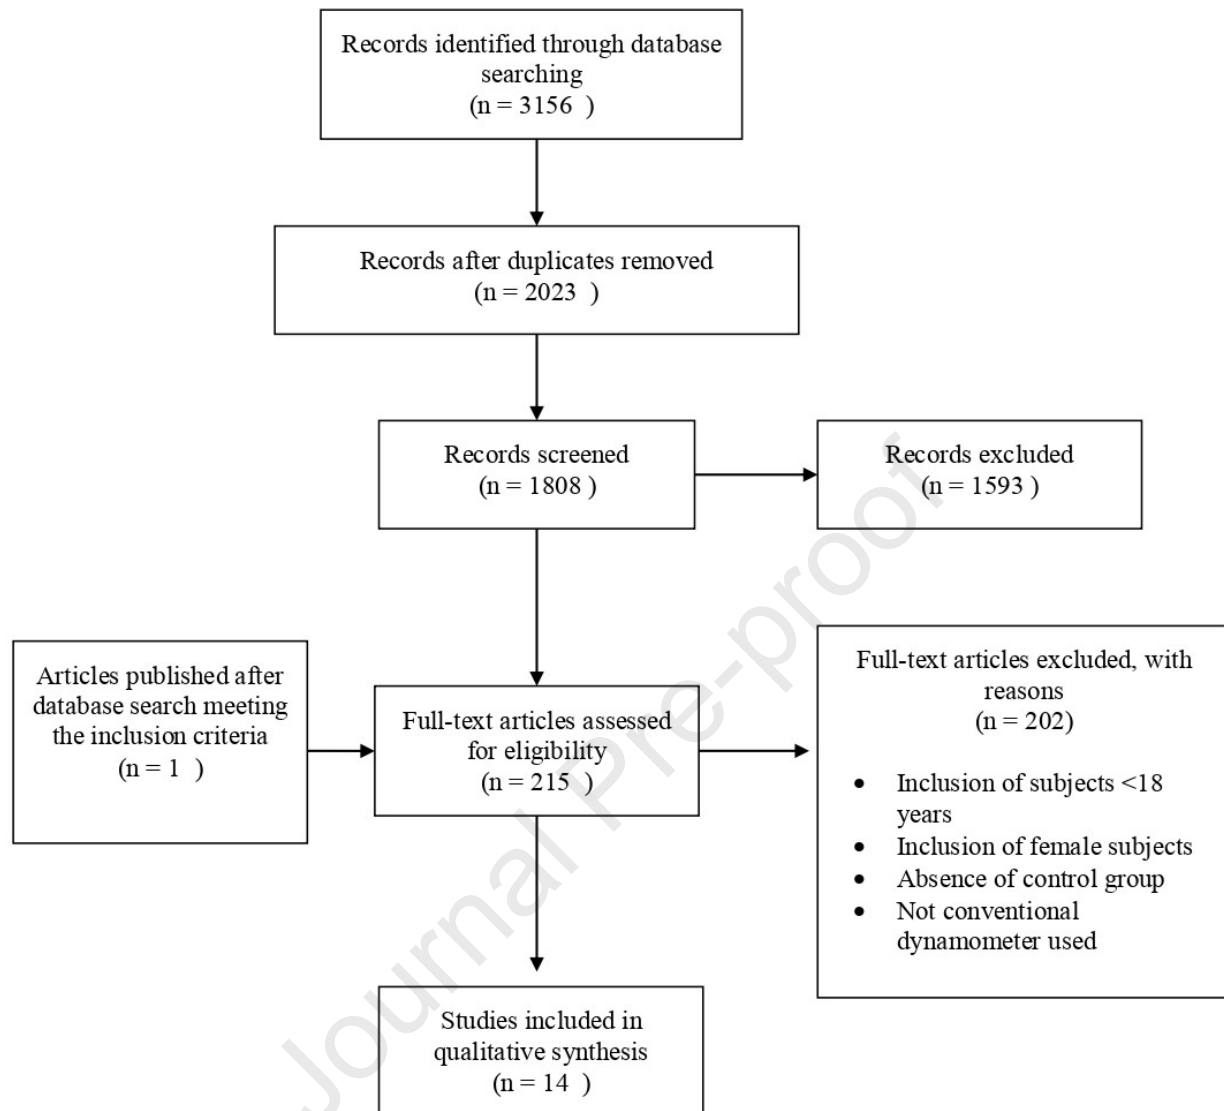 Records identified through database
searching
(n = 3156 )
Records after duplicates removed
(n = 2023 )
Records screened
(n = 1808 )
Records excluded
(n = 1593 )
Articles published after
database search meeting
the inclusion criteria
(n = 1 )
Full-text articles assessed
for eligibility
(n = 215 )
Full-text articles excluded, with
reasons
(n = 202)
• Inclusion of subjects <18
years
• Inclusion of female subjects
• Absence of control group
• Not conventional
dynamometer used
Studies included in
qualitative synthesis
(n = 14 )
Journal Pre-proof